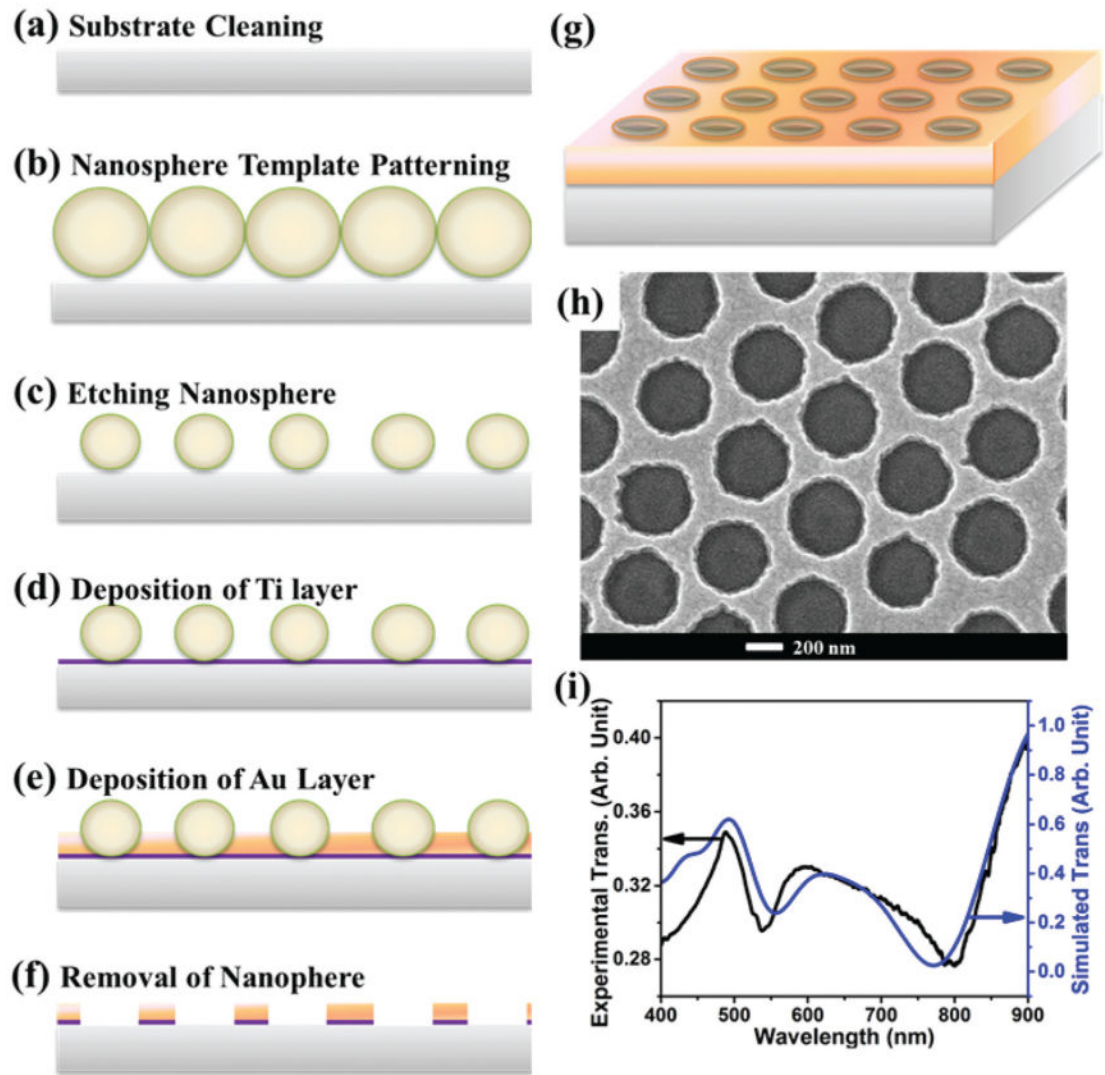 (a) Substrate Cleaning
(b) Nanosphere Template Patterning
(c) Etching Nanosphere
(d) Deposition of Ti layer
(e) Deposition of Au Layer
(f) Removal of Nanophere
(g)
(h)
200 nm
(i)
Experimental Trans. (Arb. Unit)
0.40
0.36
0.32
0.28
400 500 600 700 800 900
Wavelength (nm)
1.0
0.8
0.6
0.4
0.2
0.0
Simulated Trans (Arb. Unit)